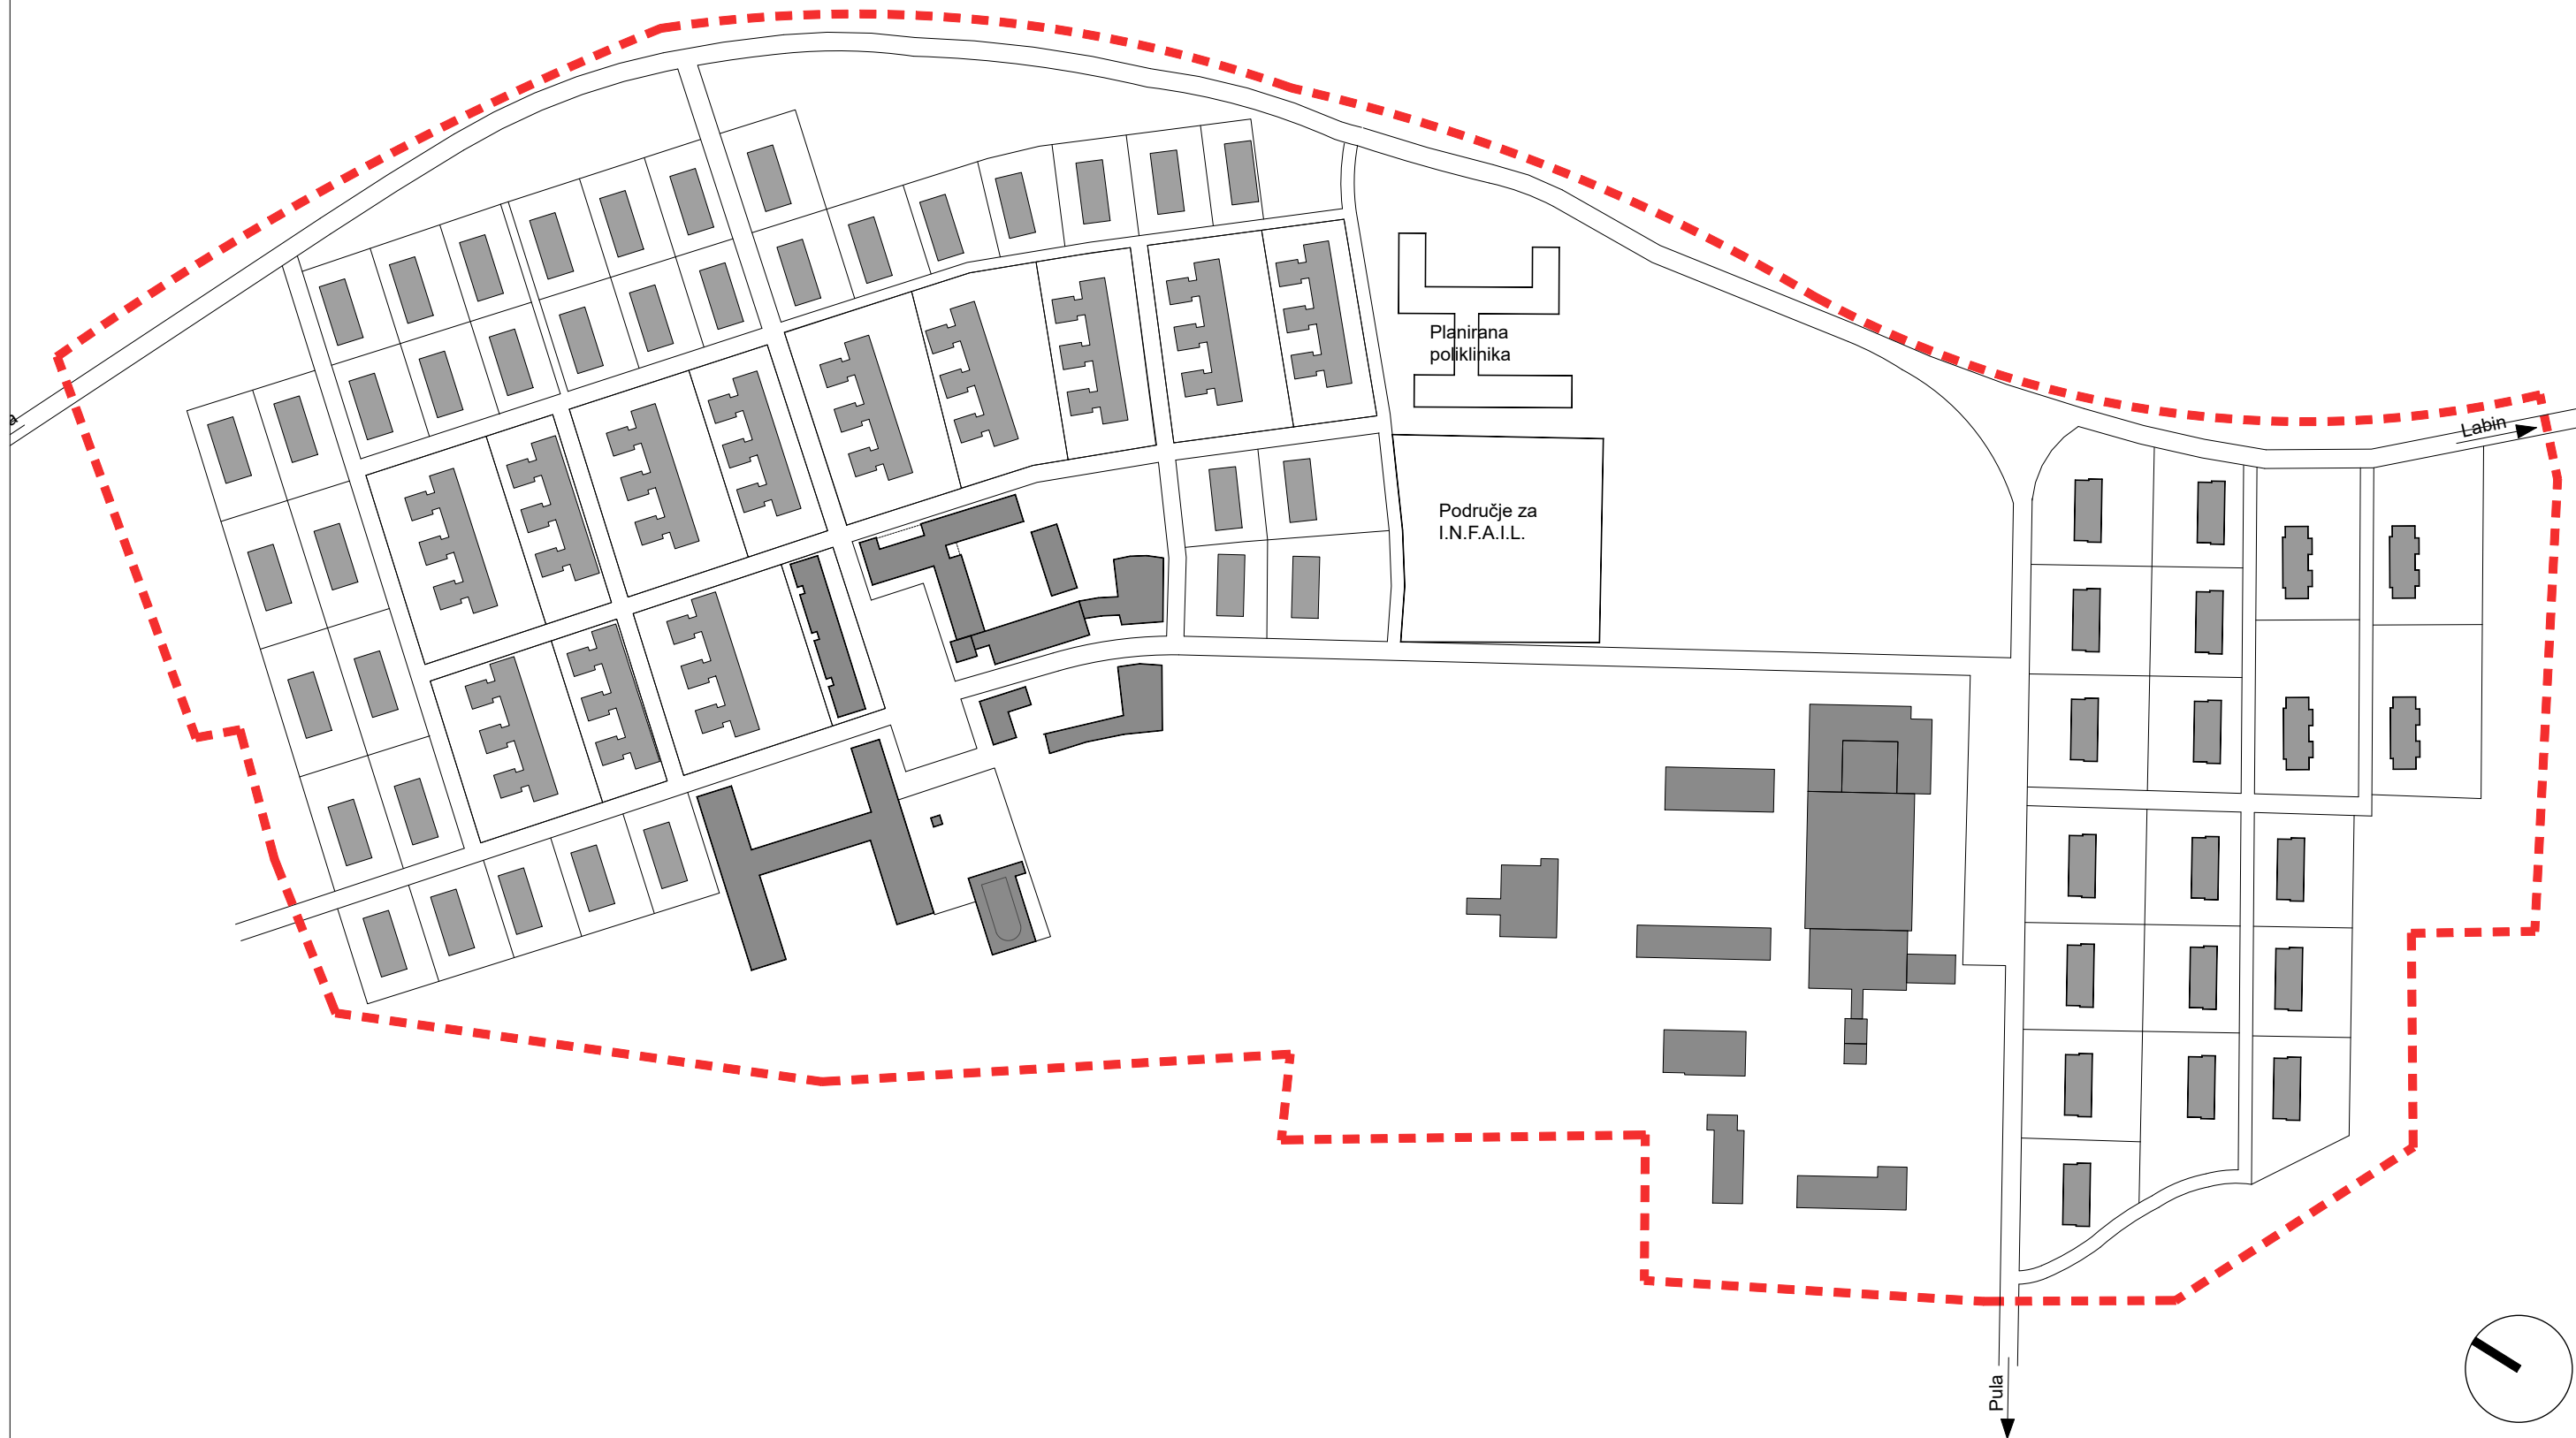 Planirana
poliklinika
Labin
Područje za
I.N.F.A.I.L.
Pula